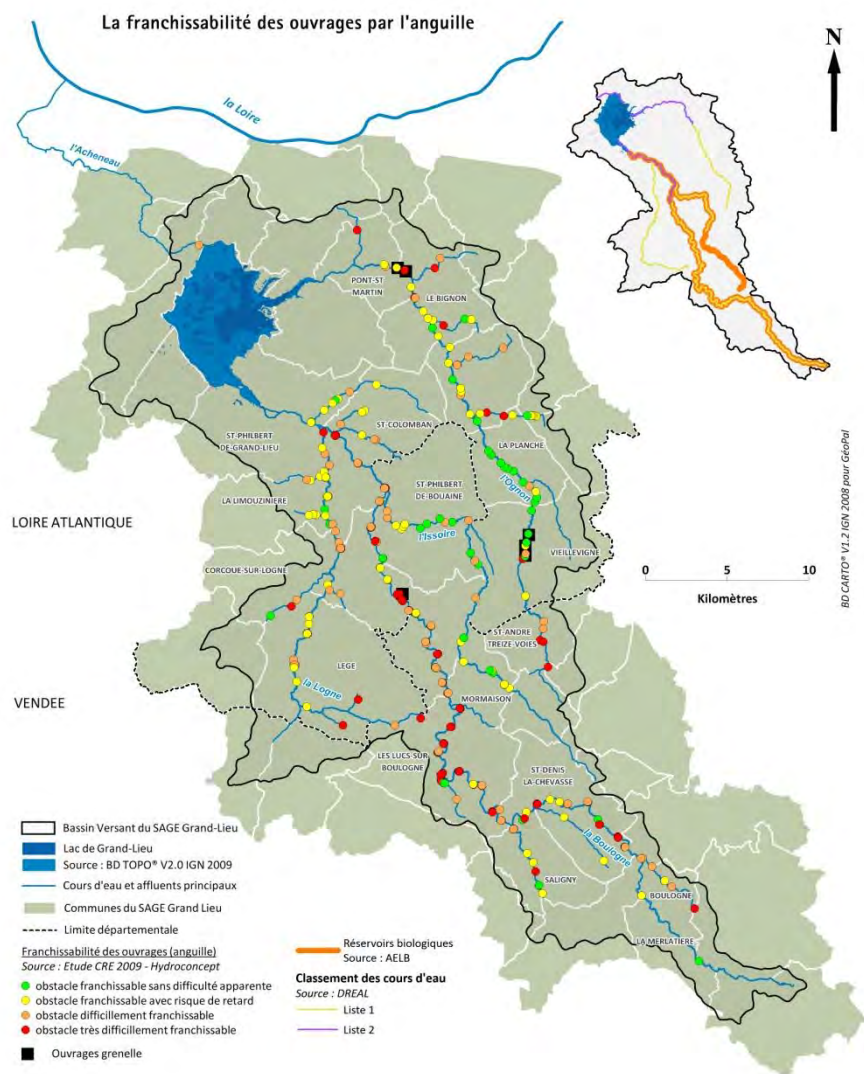 La franchissabilité des ouvrages par l'anguille
N
la Loire
l'Acheneau
PONT-ST
MARTIN
LE BIGNON
ST-PHILBERT
DE-GRAND-LIEU
ST-COLOMBAN
LA PLANCHE
ST-PHILBERT
DE-BOUAINE
l'Ognon
LA LIMOUZINIERE
LOIRE ATLANTIQUE
l'Issoire
VIEILLEVIGNE
CORCOUE-SUR-LOGNE
0 5 10
Kilomètres
BD CARTO® V1.2 IGN 2008 pour GéoPal
ST-ANDRE
TREIZE-VOIES
LEGE
la Logne
VENDEE
MORMAISON
LES LUCS-SUR
BOULOGNE
ST-DENIS
LA-CHEVASSE
la Boulogne
SALIGNY
BOULOGNE
LA MERLATIERE
Bassin Versant du SAGE Grand-Lieu
Lac de Grand-Lieu
Source : BD TOPO® V2.0 IGN 2009
Cours d'eau et affluents principaux
Communes du SAGE Grand Lieu
Limite départementale
Franchissabilité des ouvrages (anguille)
Source : Etude CRE 2009 - Hydroconcept
obstacle franchissable sans difficulté apparente
obstacle franchissable avec risque de retard
obstacle difficillement franchissable
obstacle très difficillement franchissable
Ouvrages grenelle
Réservoirs biologiques
Source : AELB
Classement des cours d'eau
Source : DREAL
Liste 1
Liste 2